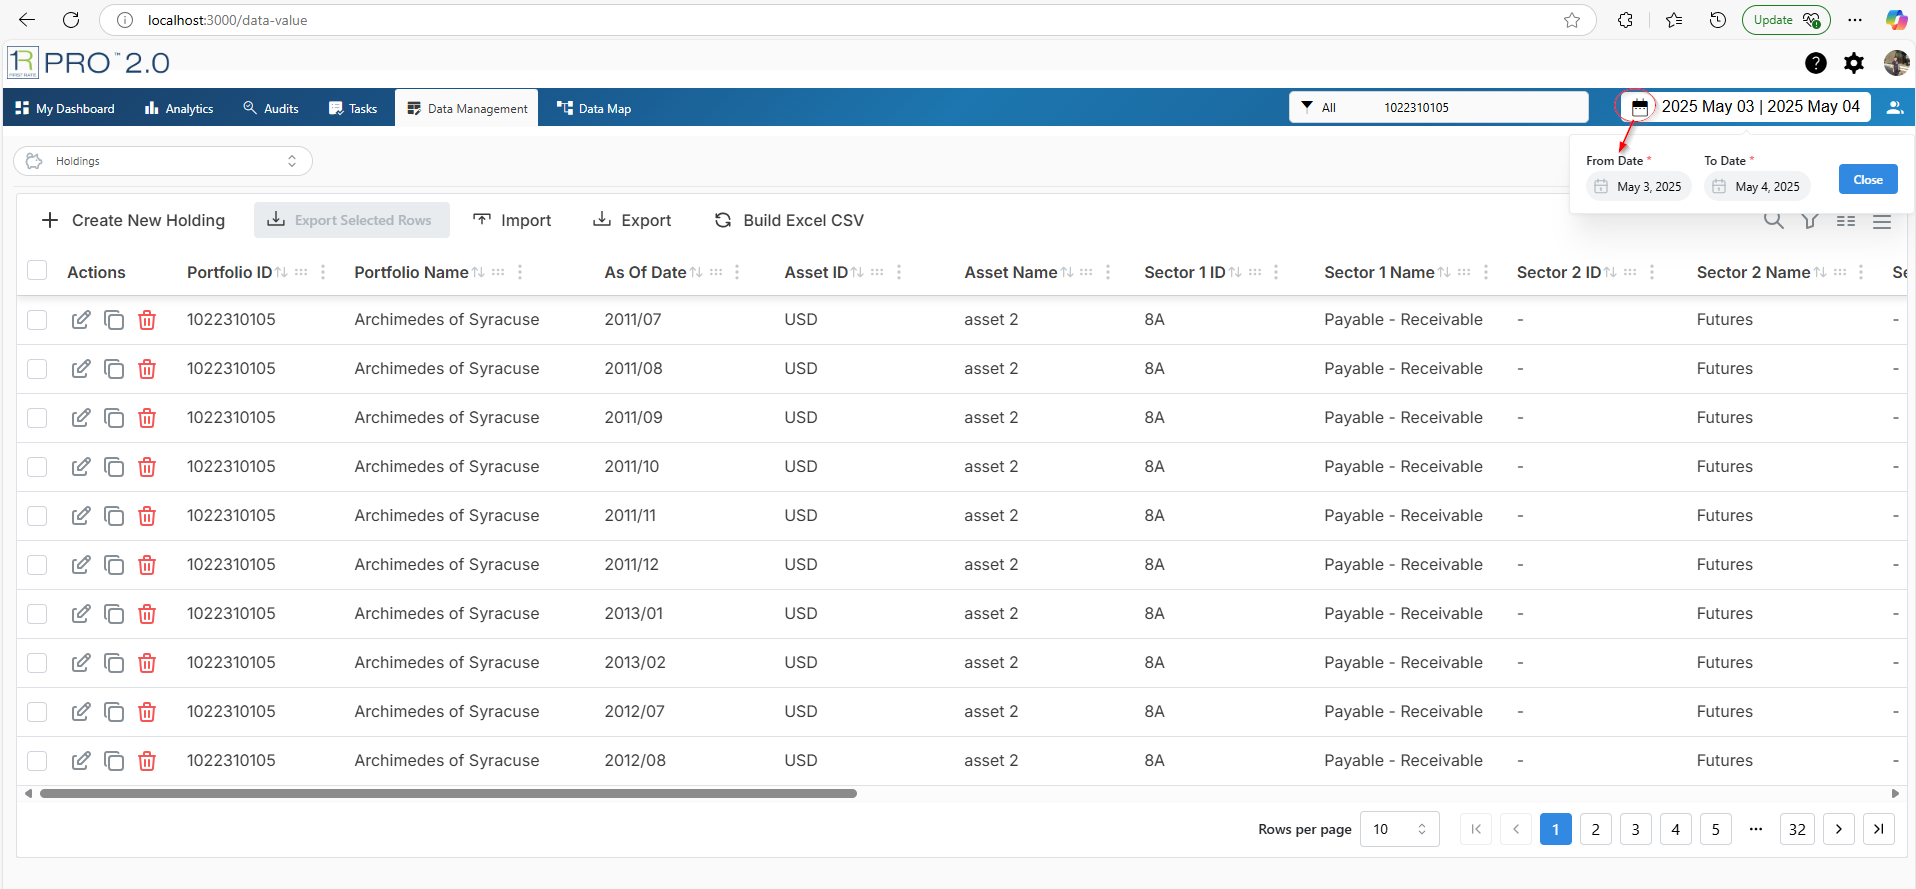 localhost:3000/data-value
Update
1R FIRST RATE PRO™ 2.0
My Dashboard Analytics Audits Tasks Data Management Data Map All 1022310105 2025 May 03 | 2025 May 04
Holdings
From Date * To Date *
May 3, 2025 May 4, 2025 Close
Create New Holding Export Selected Rows Import Export Build Excel CSV
Actions Portfolio ID Portfolio Name As Of Date Asset ID Asset Name Sector 1 ID Sector 1 Name Sector 2 ID Sector 2 Name Se
1022310105 Archimedes of Syracuse 2011/07 USD asset 2 8A Payable - Receivable - Futures -
1022310105 Archimedes of Syracuse 2011/08 USD asset 2 8A Payable - Receivable - Futures -
1022310105 Archimedes of Syracuse 2011/09 USD asset 2 8A Payable - Receivable - Futures -
1022310105 Archimedes of Syracuse 2011/10 USD asset 2 8A Payable - Receivable - Futures -
1022310105 Archimedes of Syracuse 2011/11 USD asset 2 8A Payable - Receivable - Futures -
1022310105 Archimedes of Syracuse 2011/12 USD asset 2 8A Payable - Receivable - Futures -
1022310105 Archimedes of Syracuse 2013/01 USD asset 2 8A Payable - Receivable - Futures -
1022310105 Archimedes of Syracuse 2013/02 USD asset 2 8A Payable - Receivable - Futures -
1022310105 Archimedes of Syracuse 2012/07 USD asset 2 8A Payable - Receivable - Futures -
1022310105 Archimedes of Syracuse 2012/08 USD asset 2 8A Payable - Receivable - Futures -
Rows per page 10 1 2 3 4 5 ··· 32